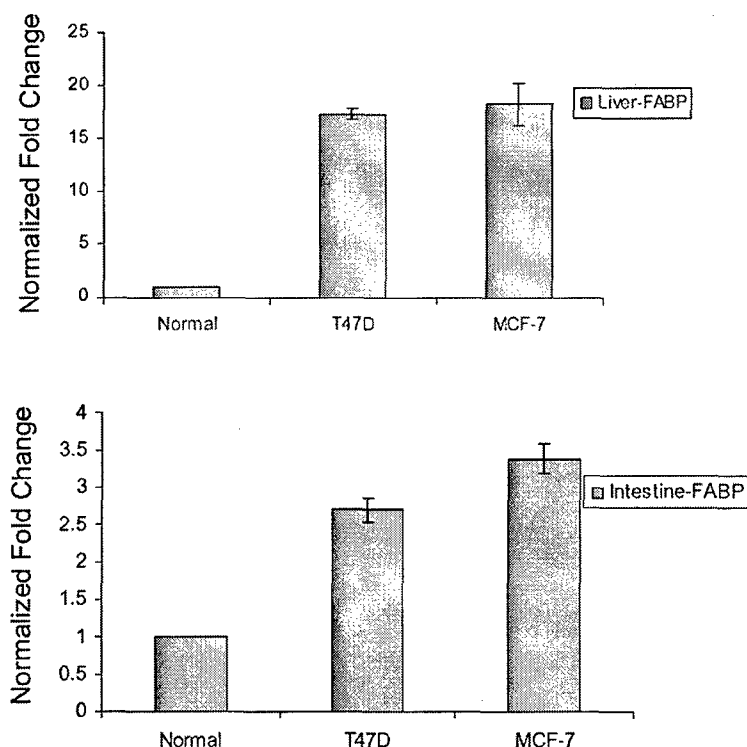 Normalized Fold Change
25
20
15
10
5
0
Normal
T47D
MCF-7
Liver-FABP
Normalized Fold Change
4
3.5
3
2.5
2
1.5
1
0.5
0
Normal
T47D
MCF-7
Intestine-FABP